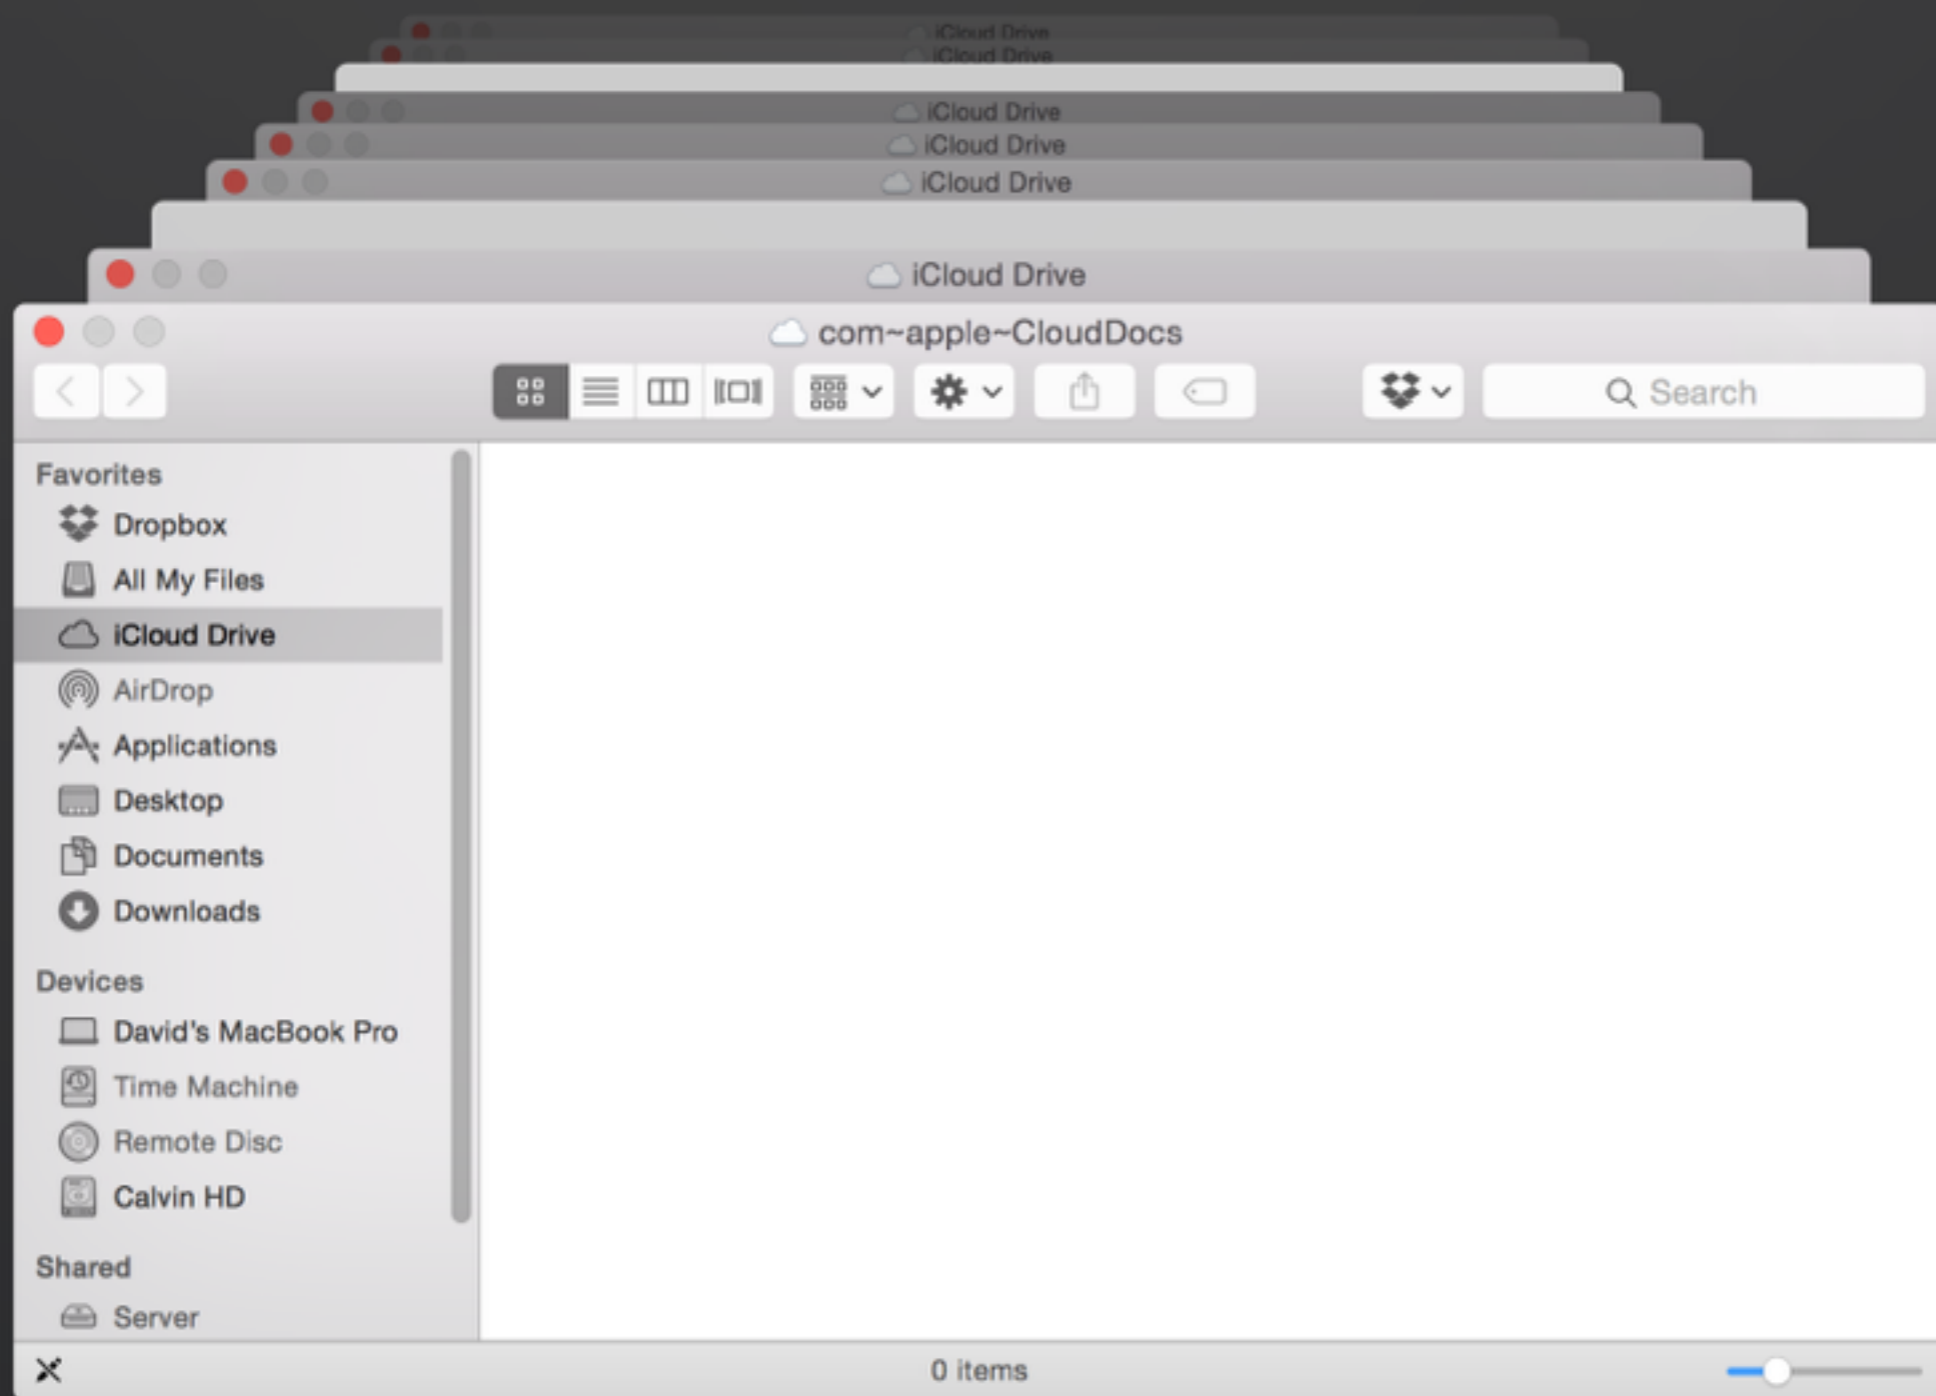 iCloud Drive
iCloud Drive
iCloud Drive
iCloud Drive
iCloud Drive
iCloud Drive
com~apple~CloudDocs
Search
Favorites
Dropbox
All My Files
iCloud Drive
AirDrop
Applications
Desktop
Documents
Downloads
Devices
David's MacBook Pro
Time Machine
Remote Disc
Calvin HD
Shared
Server
0 items